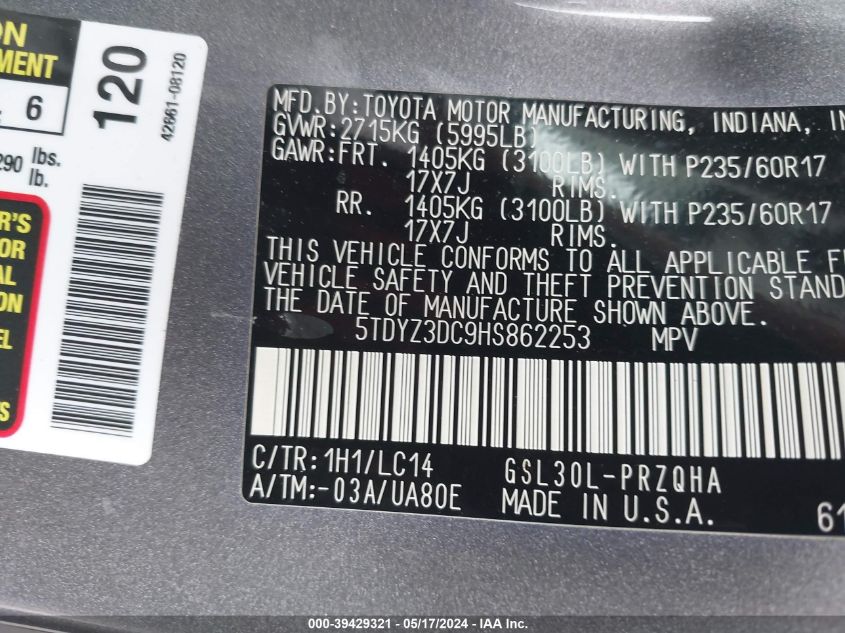 ON
EMENT
6
290 lbs.
lb.
R'S
OR
AL
ION
EL
S
120
42661-08120
MFD.BY:TOYOTA MOTOR MANUFACTURING, INDIANA, IN
GVWR:2715KG (5995LB)
GAWR:FRT. 1405KG (3100LB) WITH P235/60R17
17X7J RIMS.
RR. 1405KG (3100LB) WITH P235/60R17
17X7J RIMS.
THIS VEHICLE CONFORMS TO ALL APPLICABLE F
VEHICLE SAFETY AND THEFT PREVENTION STAND
THE DATE OF MANUFACTURE SHOWN ABOVE.
5TDYZ3DC9HS862253 MPV
C/TR:1H1/LC14 GSL30L-PRZQHA
A/TM:-03A/UA80E MADE IN U.S.A. 61
000-39429321 - 05/17/2024 - IAA Inc.